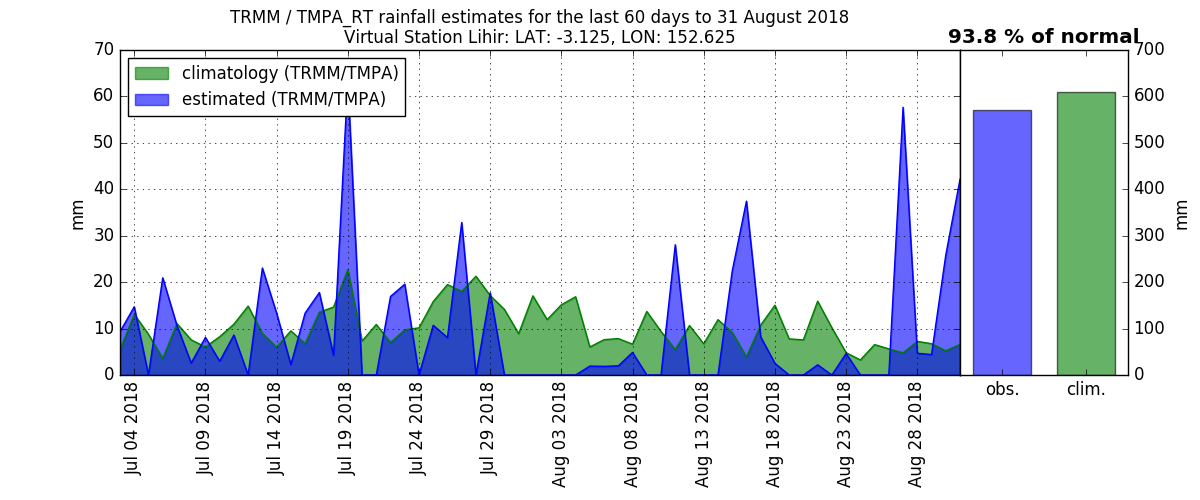 TRMM / TMPA_RT rainfall estimates for the last 60 days to 31 August 2018
Virtual Station Lihir: LAT: -3.125, LON: 152.625
93.8 % of normal
climatology (TRMM/TMPA)
estimated (TRMM/TMPA)
70
60
50
40
30
20
10
0
mm
700
600
500
400
300
200
100
0
mm
Jul 04 2018
Jul 09 2018
Jul 14 2018
Jul 19 2018
Jul 24 2018
Jul 29 2018
Aug 03 2018
Aug 08 2018
Aug 13 2018
Aug 18 2018
Aug 23 2018
Aug 28 2018
obs.
clim.